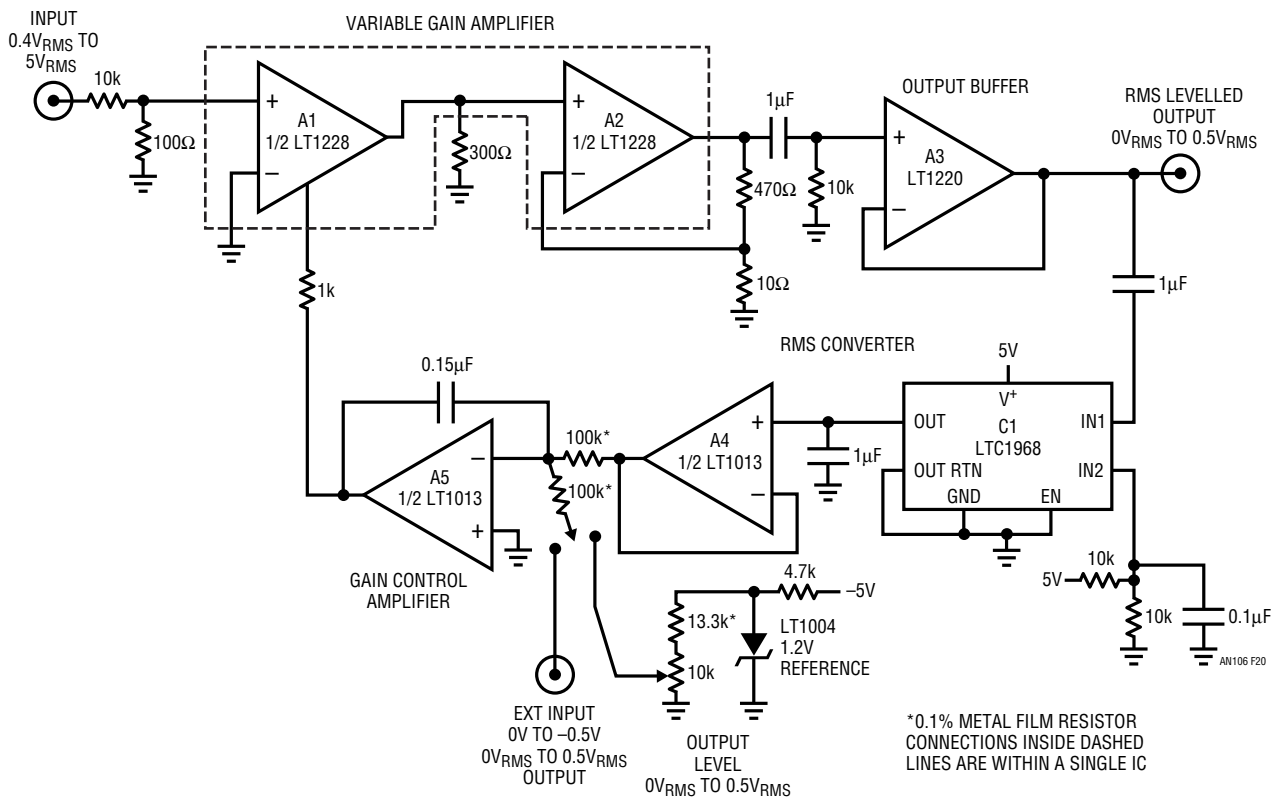 INPUT
0.4VRMS TO
5VRMS
VARIABLE GAIN AMPLIFIER
10k
100Ω
+
A1
1/2 LT1228
–
300Ω
+
A2
1/2 LT1228
–
1µF
470Ω
10Ω
10k
OUTPUT BUFFER
+
A3
LT1220
–
RMS LEVELLED
OUTPUT
0VRMS TO 0.5VRMS
1µF
1k
0.15µF
RMS CONVERTER
5V
V+
OUT
C1
LTC1968
IN1
OUT RTN
IN2
GND
EN
1µF
+
A4
1/2 LT1013
–
100k*
100k*
–
A5
1/2 LT1013
+
GAIN CONTROL
AMPLIFIER
4.7k
–5V
13.3k*
10k
LT1004
1.2V
REFERENCE
5V
10k
10k
0.1µF
AN106 F20
EXT INPUT
0V TO –0.5V
0VRMS TO 0.5VRMS
OUTPUT
OUTPUT
LEVEL
0VRMS TO 0.5VRMS
*0.1% METAL FILM RESISTOR
CONNECTIONS INSIDE DASHED
LINES ARE WITHIN A SINGLE IC